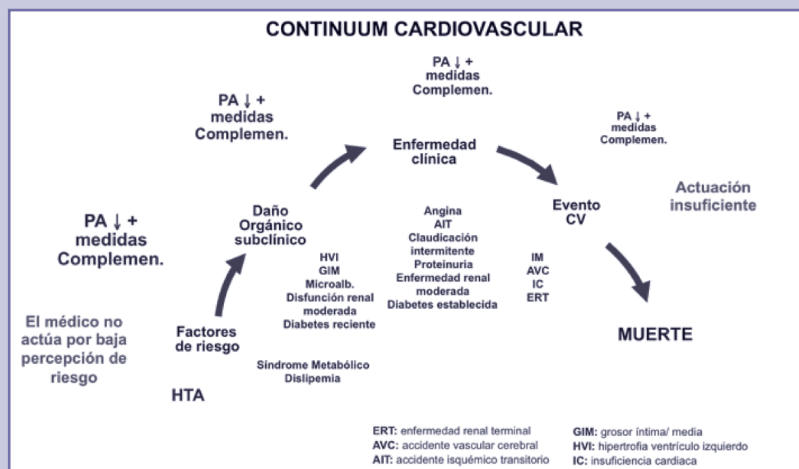 CONTINUUM CARDIOVASCULAR
PA ↓ +
medidas
Complemen.
PA ↓ +
medidas
Complemen.
PA ↓ +
medidas
Complemen.
PA ↓ +
medidas
Complemen.
Enfermedad
clínica
Actuación
insuficiente
Daño
Orgánico
subclínico
Evento
CV
Angina
AIT
Claudicación
intermitente
Proteinuria
Enfermedad renal
moderada
Diabetes establecida
HVI
GIM
Microalb.
Disfunción renal
moderada
Diabetes reciente
IM
AVC
IC
ERT
El médico no
actúa por baja
percepción de
riesgo
Factores
de riesgo
MUERTE
Síndrome Metabólico
Dislipemia
HTA
ERT: enfermedad renal terminal
AVC: accidente vascular cerebral
AIT: accidente isquémico transitorio
GIM: grosor íntima/ media
HVI: hipertrofia ventrículo izquierdo
IC: insuficiencia cardiaca